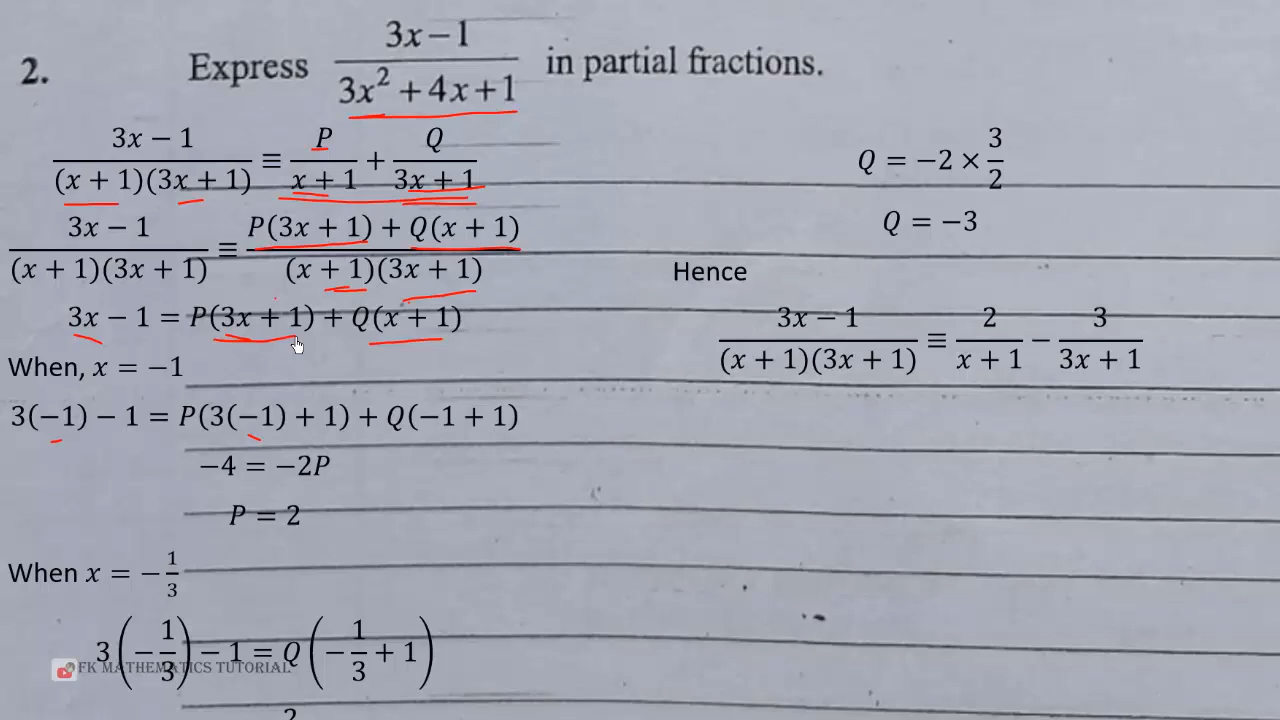 2. Express (3x − 1)/(3x² + 4x + 1) in partial fractions.
(3x − 1)/((x + 1)(3x + 1)) ≡ P/(x + 1) + Q/(3x + 1)
(3x − 1)/((x + 1)(3x + 1)) ≡ (P(3x + 1) + Q(x + 1))/((x + 1)(3x + 1))
3x − 1 = P(3x + 1) + Q(x + 1)
When, x = −1
3(−1) − 1 = P(3(−1) + 1) + Q(−1 + 1)
−4 = −2P
P = 2
When x = −1/3
3(−1/3) − 1 = Q(−1/3 + 1)
FK MATHEMATICS TUTORIAL
2
Q = −2 × 3/2
Q = −3
Hence
(3x − 1)/((x + 1)(3x + 1)) ≡ 2/(x + 1) − 3/(3x + 1)